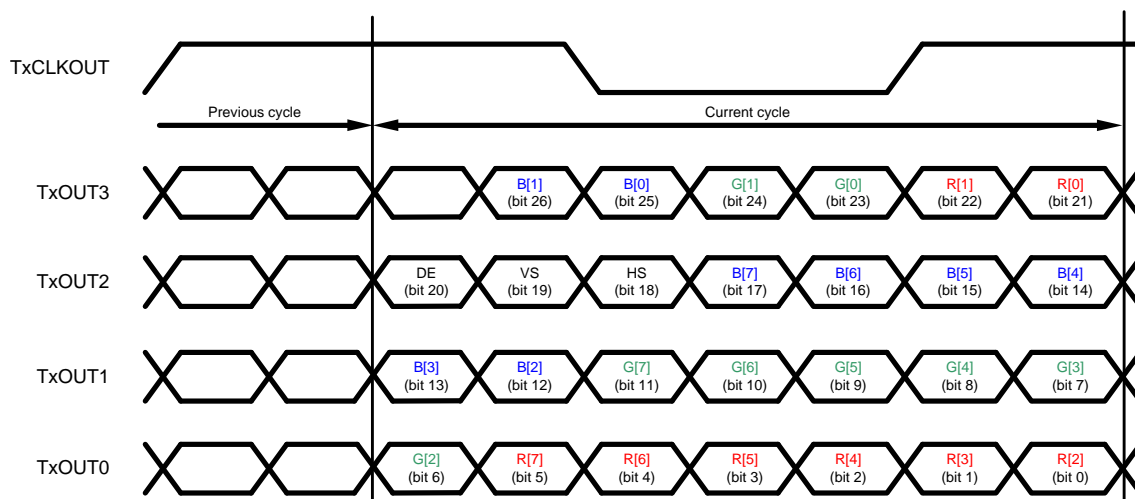 TxCLKOUT
Previous cycle
Current cycle
TxOUT3
B[1]
(bit 26)
B[0]
(bit 25)
G[1]
(bit 24)
G[0]
(bit 23)
R[1]
(bit 22)
R[0]
(bit 21)
TxOUT2
DE
(bit 20)
VS
(bit 19)
HS
(bit 18)
B[7]
(bit 17)
B[6]
(bit 16)
B[5]
(bit 15)
B[4]
(bit 14)
TxOUT1
B[3]
(bit 13)
B[2]
(bit 12)
G[7]
(bit 11)
G[6]
(bit 10)
G[5]
(bit 9)
G[4]
(bit 8)
G[3]
(bit 7)
TxOUT0
G[2]
(bit 6)
R[7]
(bit 5)
R[6]
(bit 4)
R[5]
(bit 3)
R[4]
(bit 2)
R[3]
(bit 1)
R[2]
(bit 0)